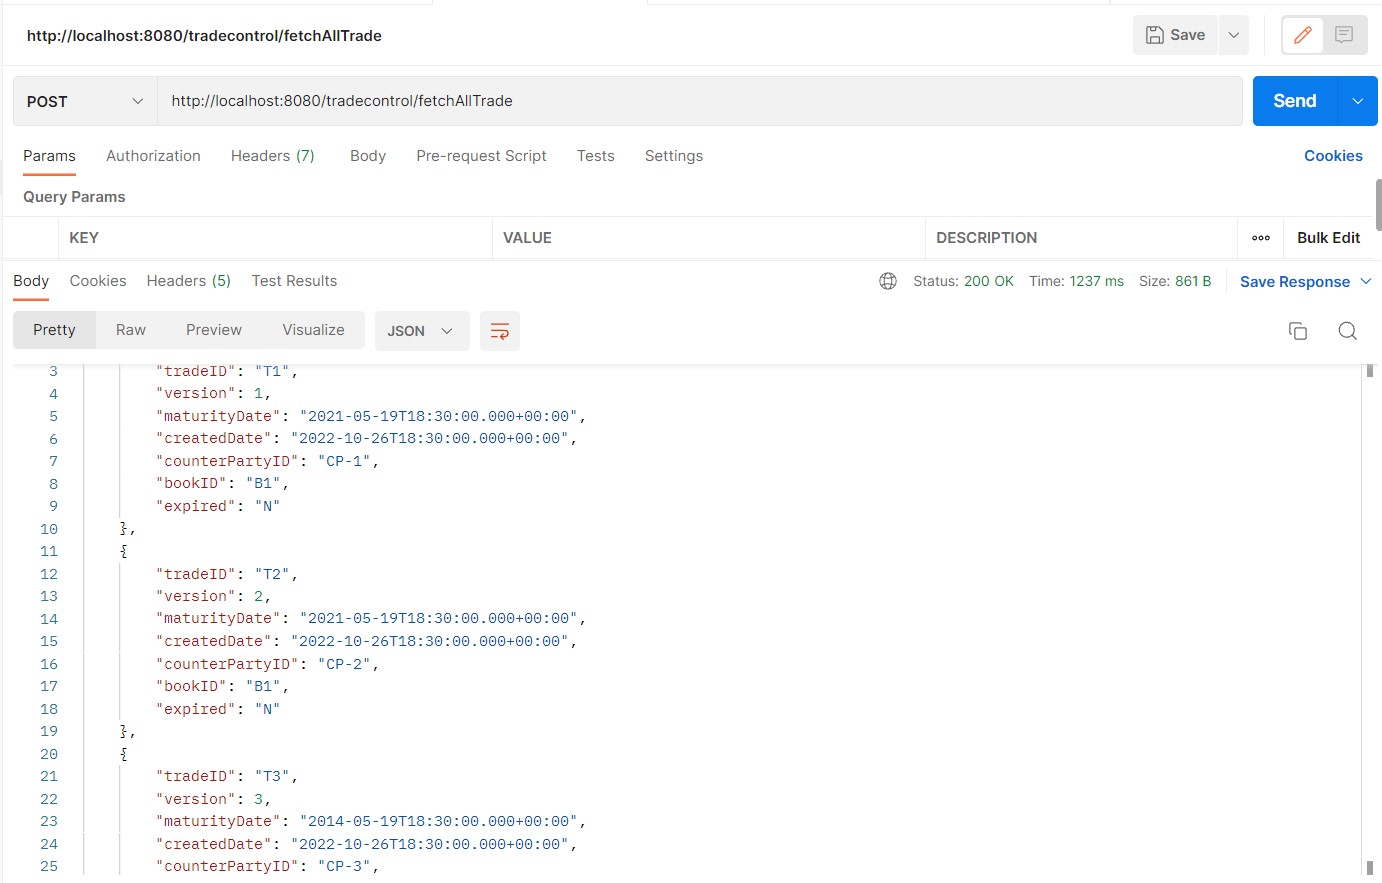 http://localhost:8080/tradecontrol/fetchAllTrade Save
POST http://localhost:8080/tradecontrol/fetchAllTrade Send
Params Authorization Headers (7) Body Pre-request Script Tests Settings Cookies
Query Params
KEY VALUE DESCRIPTION ooo Bulk Edit
Body Cookies Headers (5) Test Results Status: 200 OK Time: 1237 ms Size: 861 B Save Response
Pretty Raw Preview Visualize JSON
3 "tradeID": "T1",
4 "version": 1,
5 "maturityDate": "2021-05-19T18:30:00.000+00:00",
6 "createdDate": "2022-10-26T18:30:00.000+00:00",
7 "counterPartyID": "CP-1",
8 "bookID": "B1",
9 "expired": "N"
10 },
11 {
12 "tradeID": "T2",
13 "version": 2,
14 "maturityDate": "2021-05-19T18:30:00.000+00:00",
15 "createdDate": "2022-10-26T18:30:00.000+00:00",
16 "counterPartyID": "CP-2",
17 "bookID": "B1",
18 "expired": "N"
19 },
20 {
21 "tradeID": "T3",
22 "version": 3,
23 "maturityDate": "2014-05-19T18:30:00.000+00:00",
24 "createdDate": "2022-10-26T18:30:00.000+00:00",
25 "counterPartyID": "CP-3",